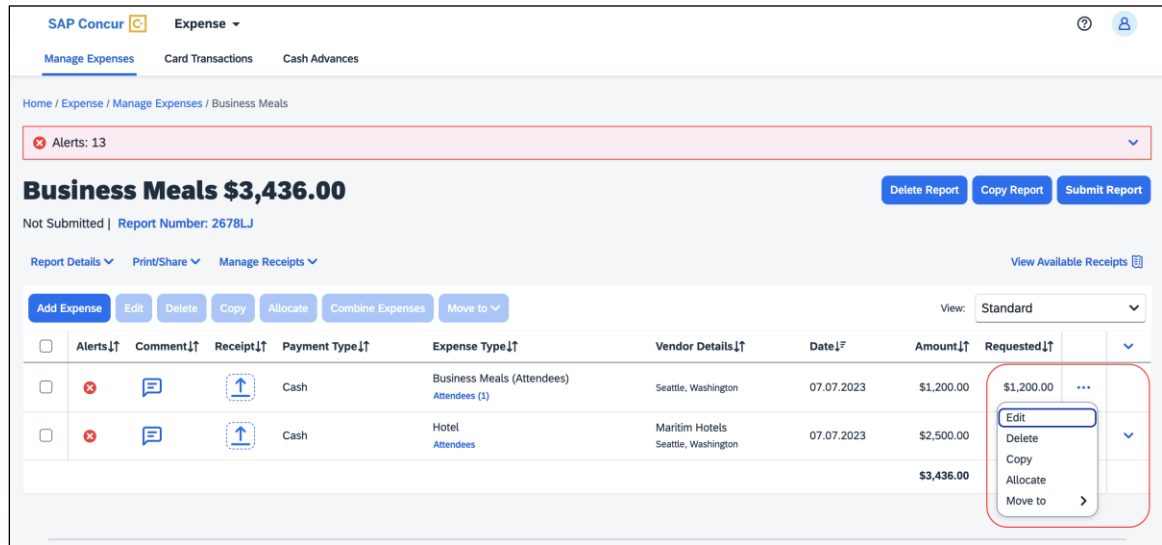 SAP Concur C Expense
Manage Expenses Card Transactions Cash Advances
Home / Expense / Manage Expenses / Business Meals
Alerts: 13
Business Meals $3,436.00
Delete Report Copy Report Submit Report
Not Submitted | Report Number: 2678LJ
Report Details Print/Share Manage Receipts View Available Receipts
Add Expense Edit Delete Copy Allocate Combine Expenses Move to View: Standard
Alerts Comment Receipt Payment Type Expense Type Vendor Details Date Amount Requested
Cash Business Meals (Attendees) Seattle, Washington 07.07.2023 $1,200.00 $1,200.00 ...
Attendees (1)
Cash Hotel Maritim Hotels 07.07.2023 $2,500.00
Attendees Seattle, Washington
$3,436.00
Edit
Delete
Copy
Allocate
Move to